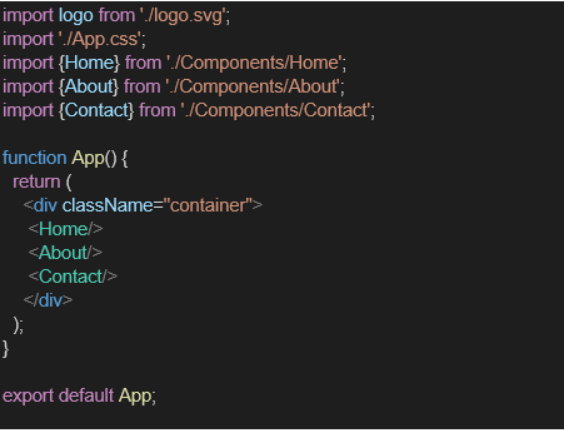 import logo from './logo.svg';
import './App.css';
import {Home} from './Components/Home';
import {About} from './Components/About';
import {Contact} from './Components/Contact';
function App() {
return (
<div className="container">
<Home/>
<About/>
<Contact/>
</div>
);
}
export default App;